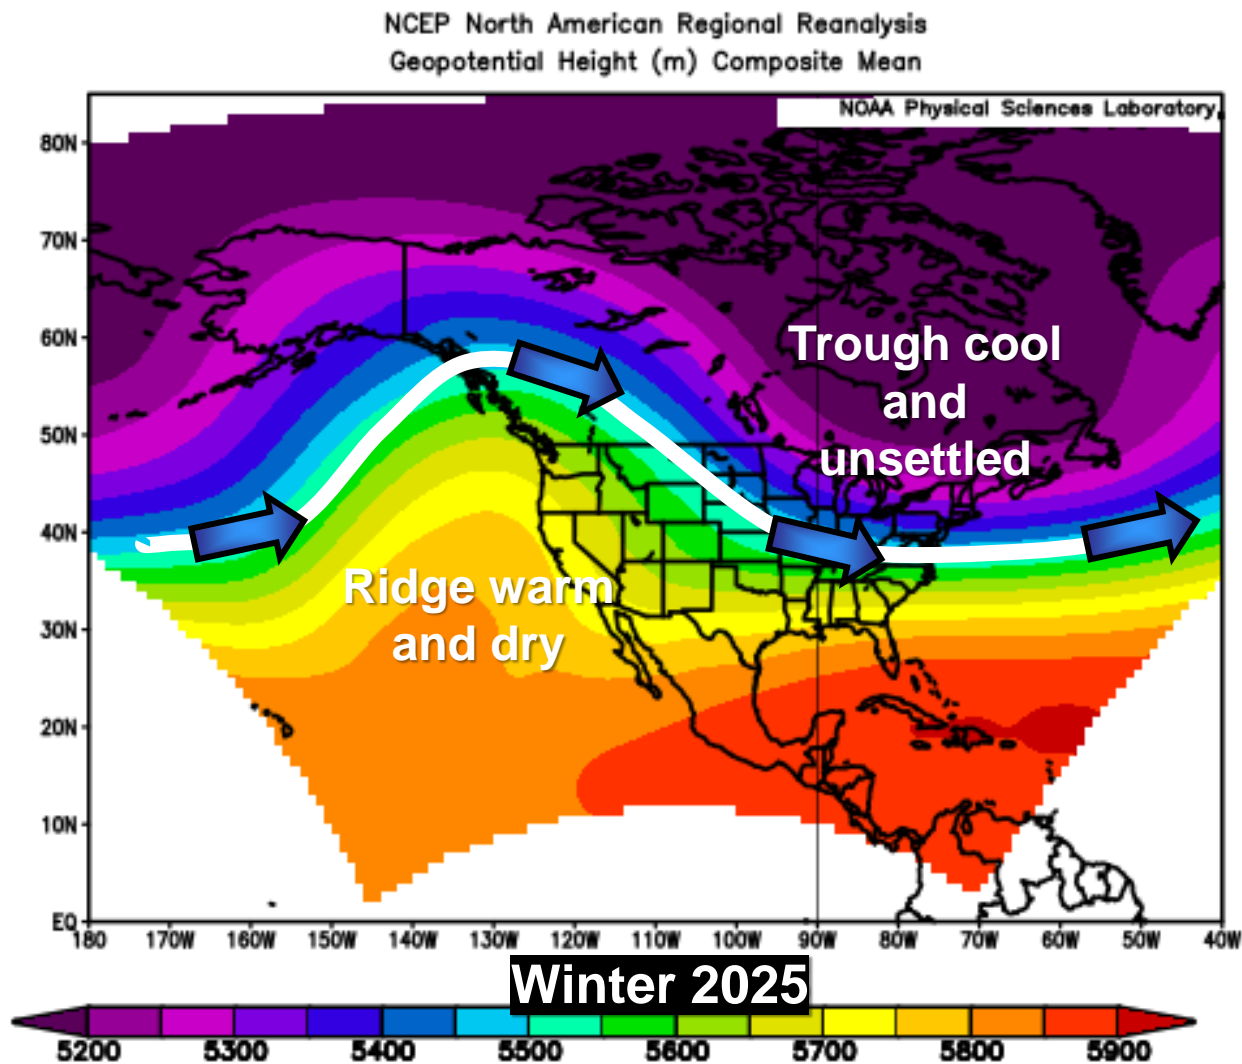 NCEP North American Regional Reanalysis
Geopotential Height (m) Composite Mean
NOAA Physical Sciences Laboratory
80N
70N
60N
50N
40N
30N
20N
10N
EQ
Trough cool
and
unsettled
Ridge warm
and dry
180 170W 160W 150W 140W 130W 120W 110W 100W 90W 80W 70W 60W 50W 40W
Winter 2025
5200 5300 5400 5500 5600 5700 5800 5900